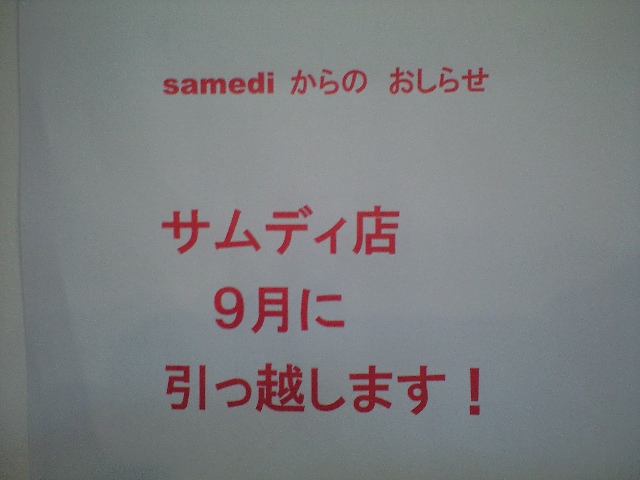 samedi からの おしらせ
サムディ店
９月に
引っ越します！